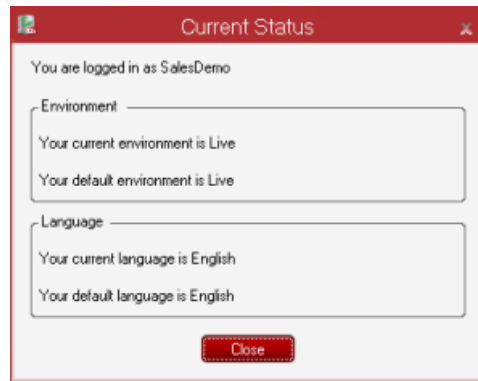 Current Status
You are logged in as SalesDemo
Environment
Your current environment is Live
Your default environment is Live
Language
Your current language is English
Your default language is English
Close